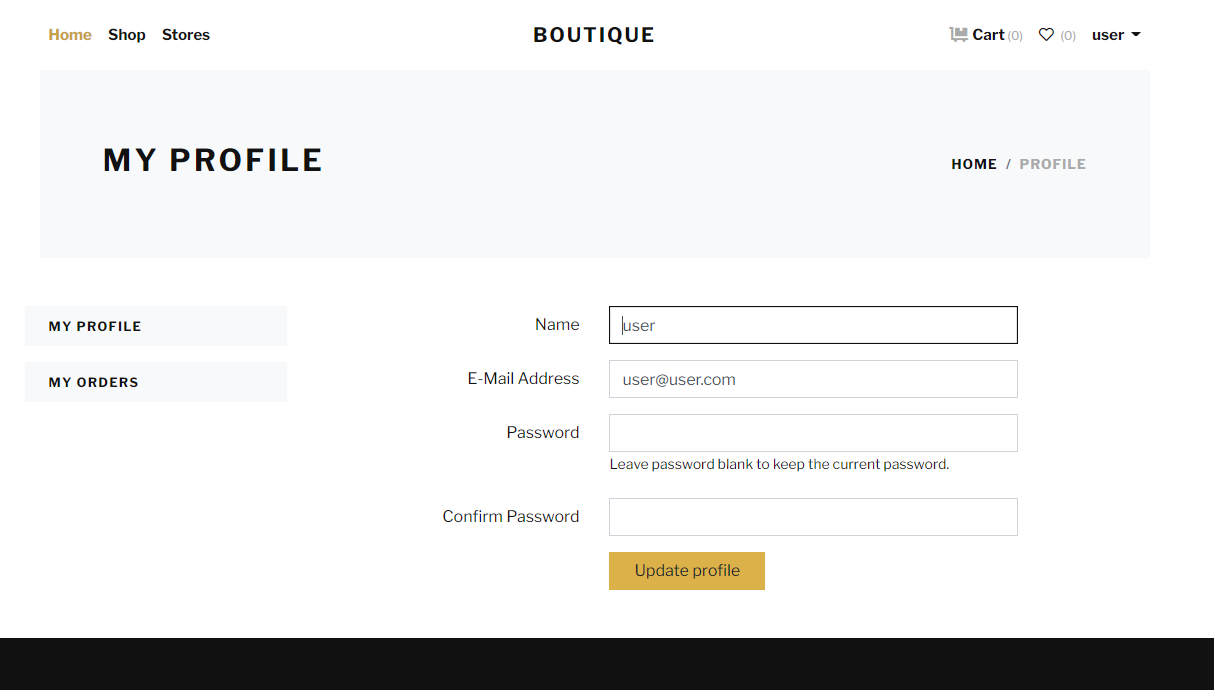 Home Shop Stores BOUTIQUE Cart (0) (0) user
MY PROFILE
HOME / PROFILE
MY PROFILE
MY ORDERS
Name user
E-Mail Address user@user.com
Password
Leave password blank to keep the current password.
Confirm Password
Update profile